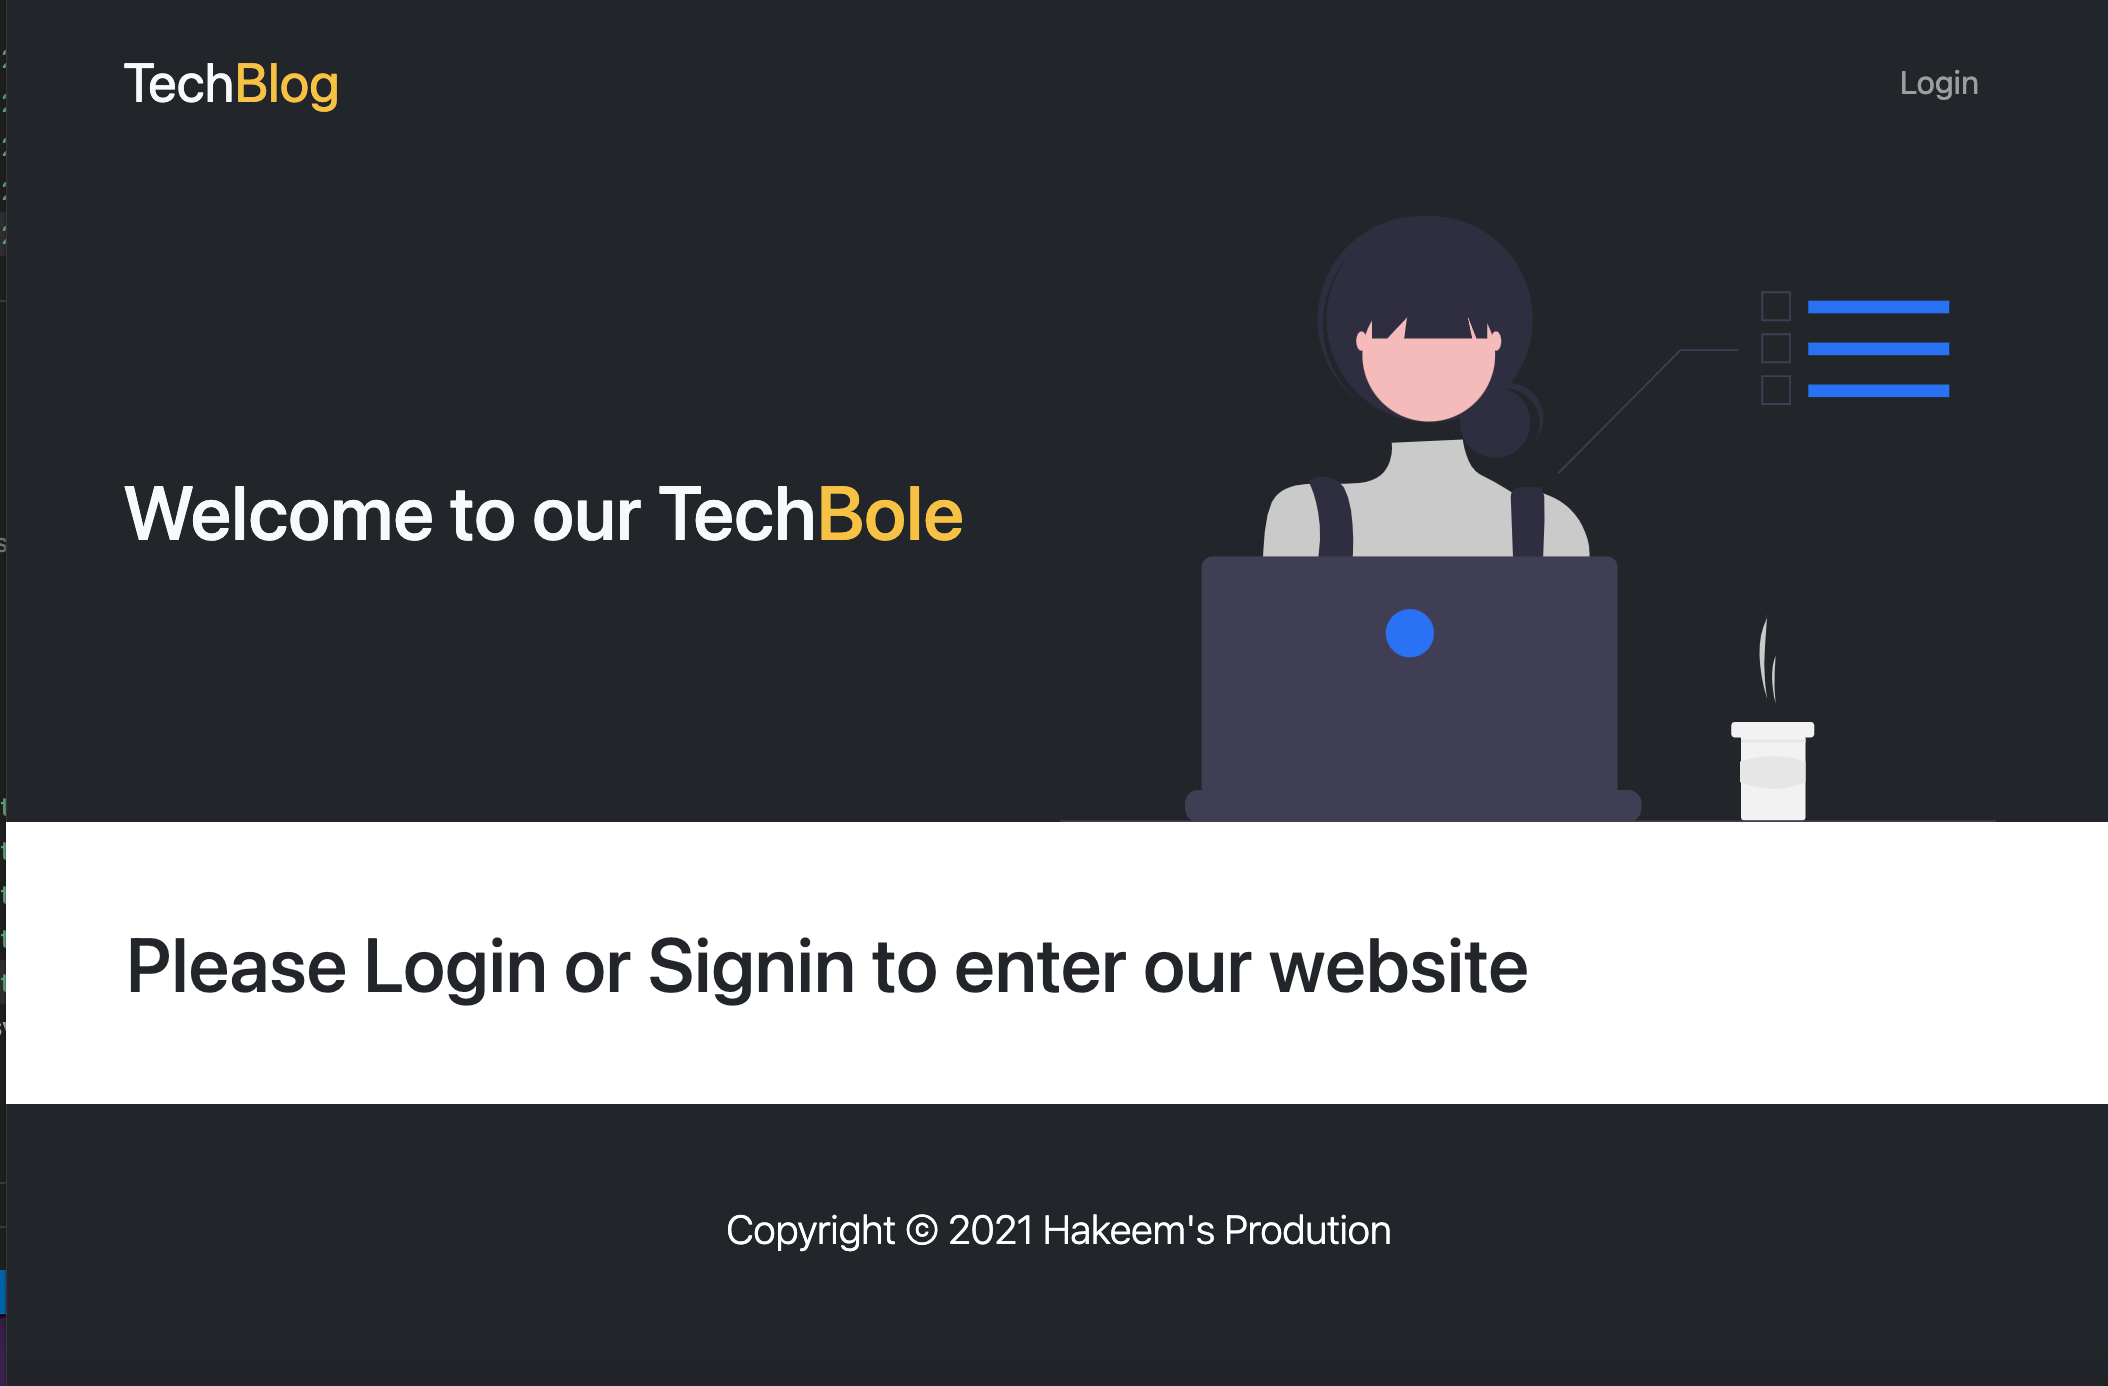 TechBlog
Login
Welcome to our TechBole
Please Login or Signin to enter our website
Copyright © 2021 Hakeem's Prodution